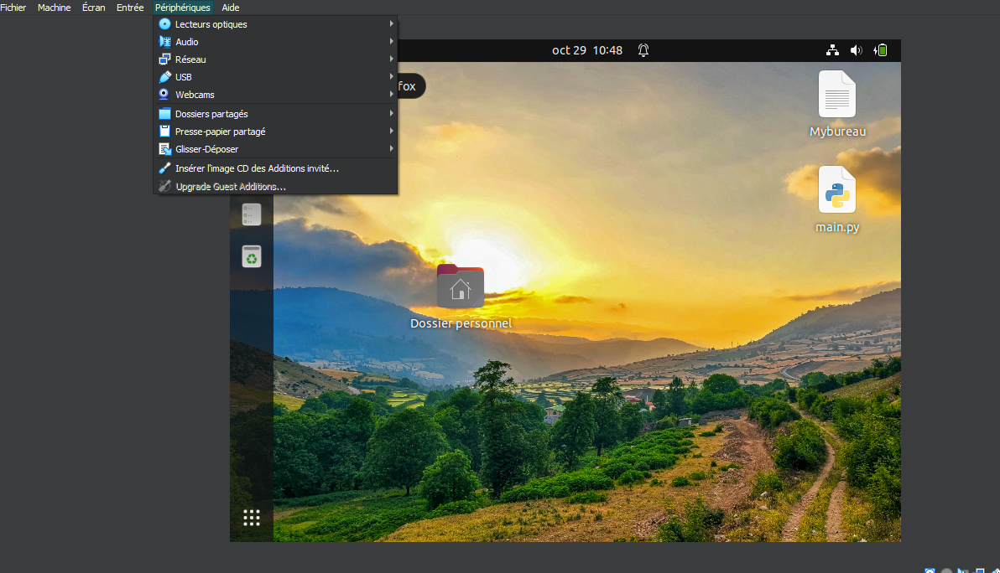 Fichier Machine Écran Entrée Périphériques Aide
Lecteurs optiques
Audio
Réseau
USB
Webcams
Dossiers partagés
Presse-papier partagé
Glisser-Déposer
Insérer l'image CD des Additions invité...
Upgrade Guest Additions...
oct 29 10:48
fox
Mybureau
main.py
Dossier personnel